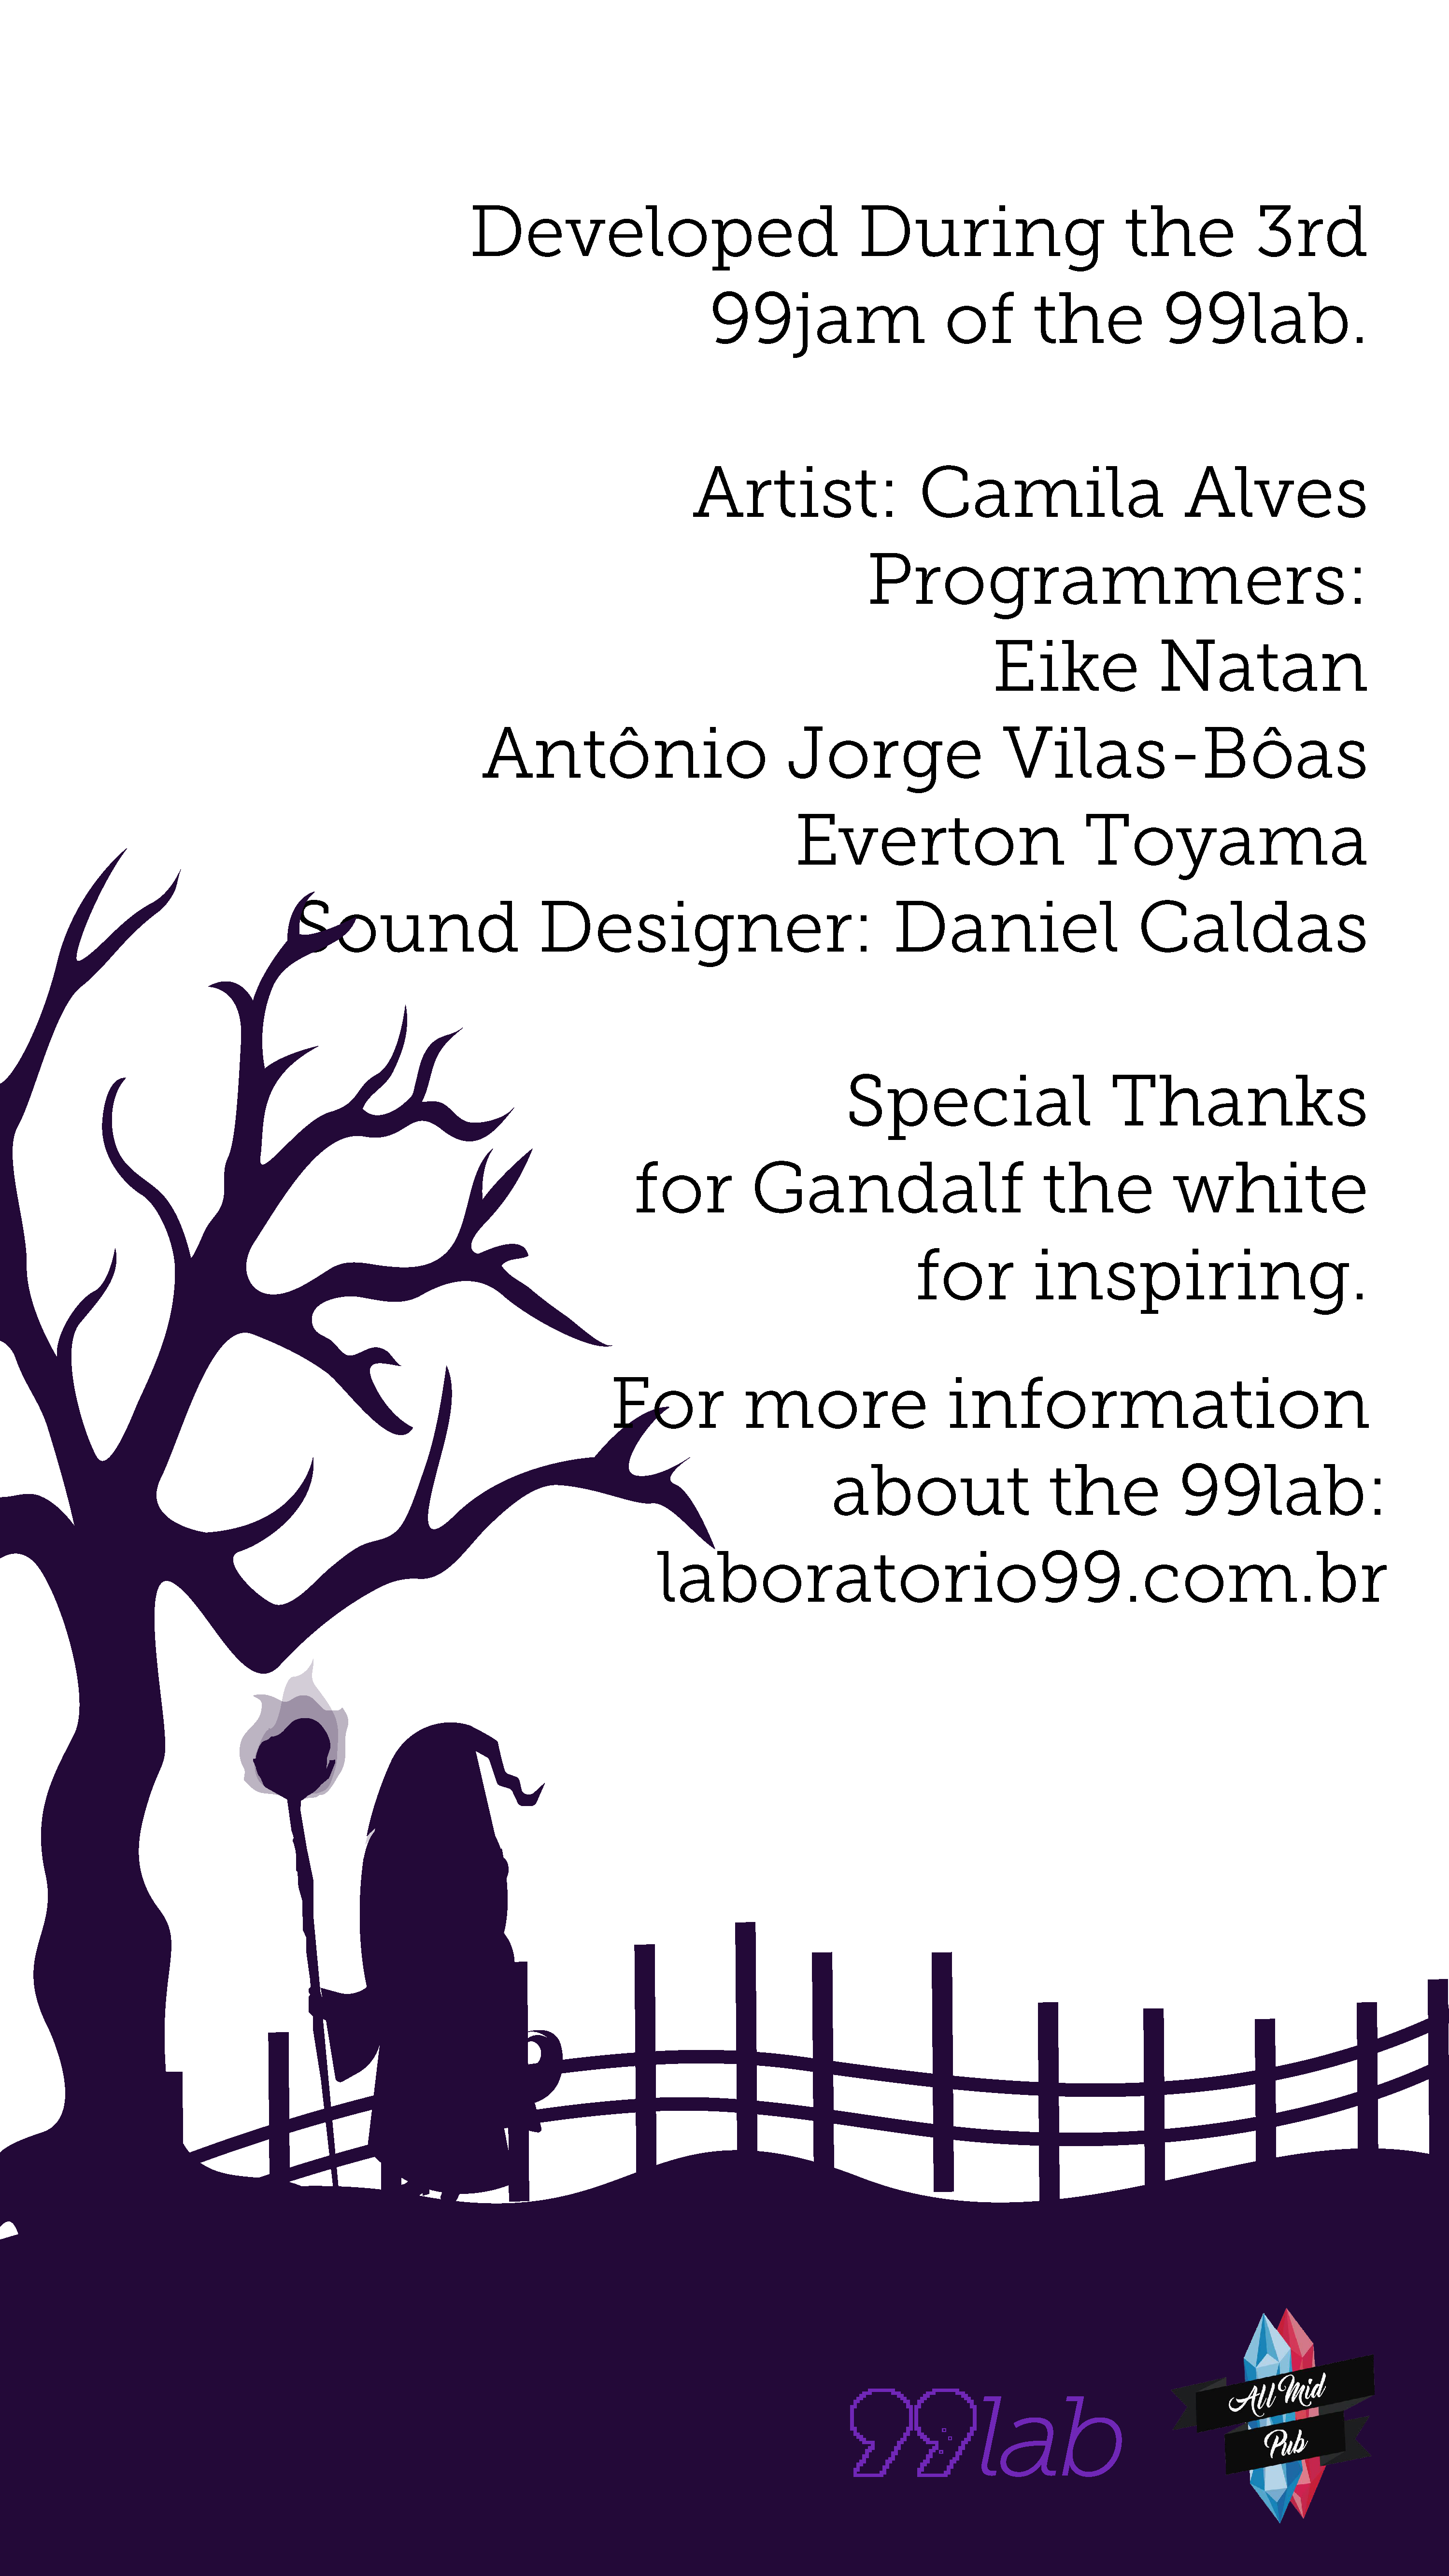 Developed During the 3rd
99jam of the 99lab.
Artist: Camila Alves
Programmers:
Eike Natan
Antônio Jorge Vilas-Bôas
Everton Toyama
Sound Designer: Daniel Caldas
Special Thanks
for Gandalf the white
for inspiring.
For more information
about the 99lab:
laboratorio99.com.br
99lab
All Mid
Pub